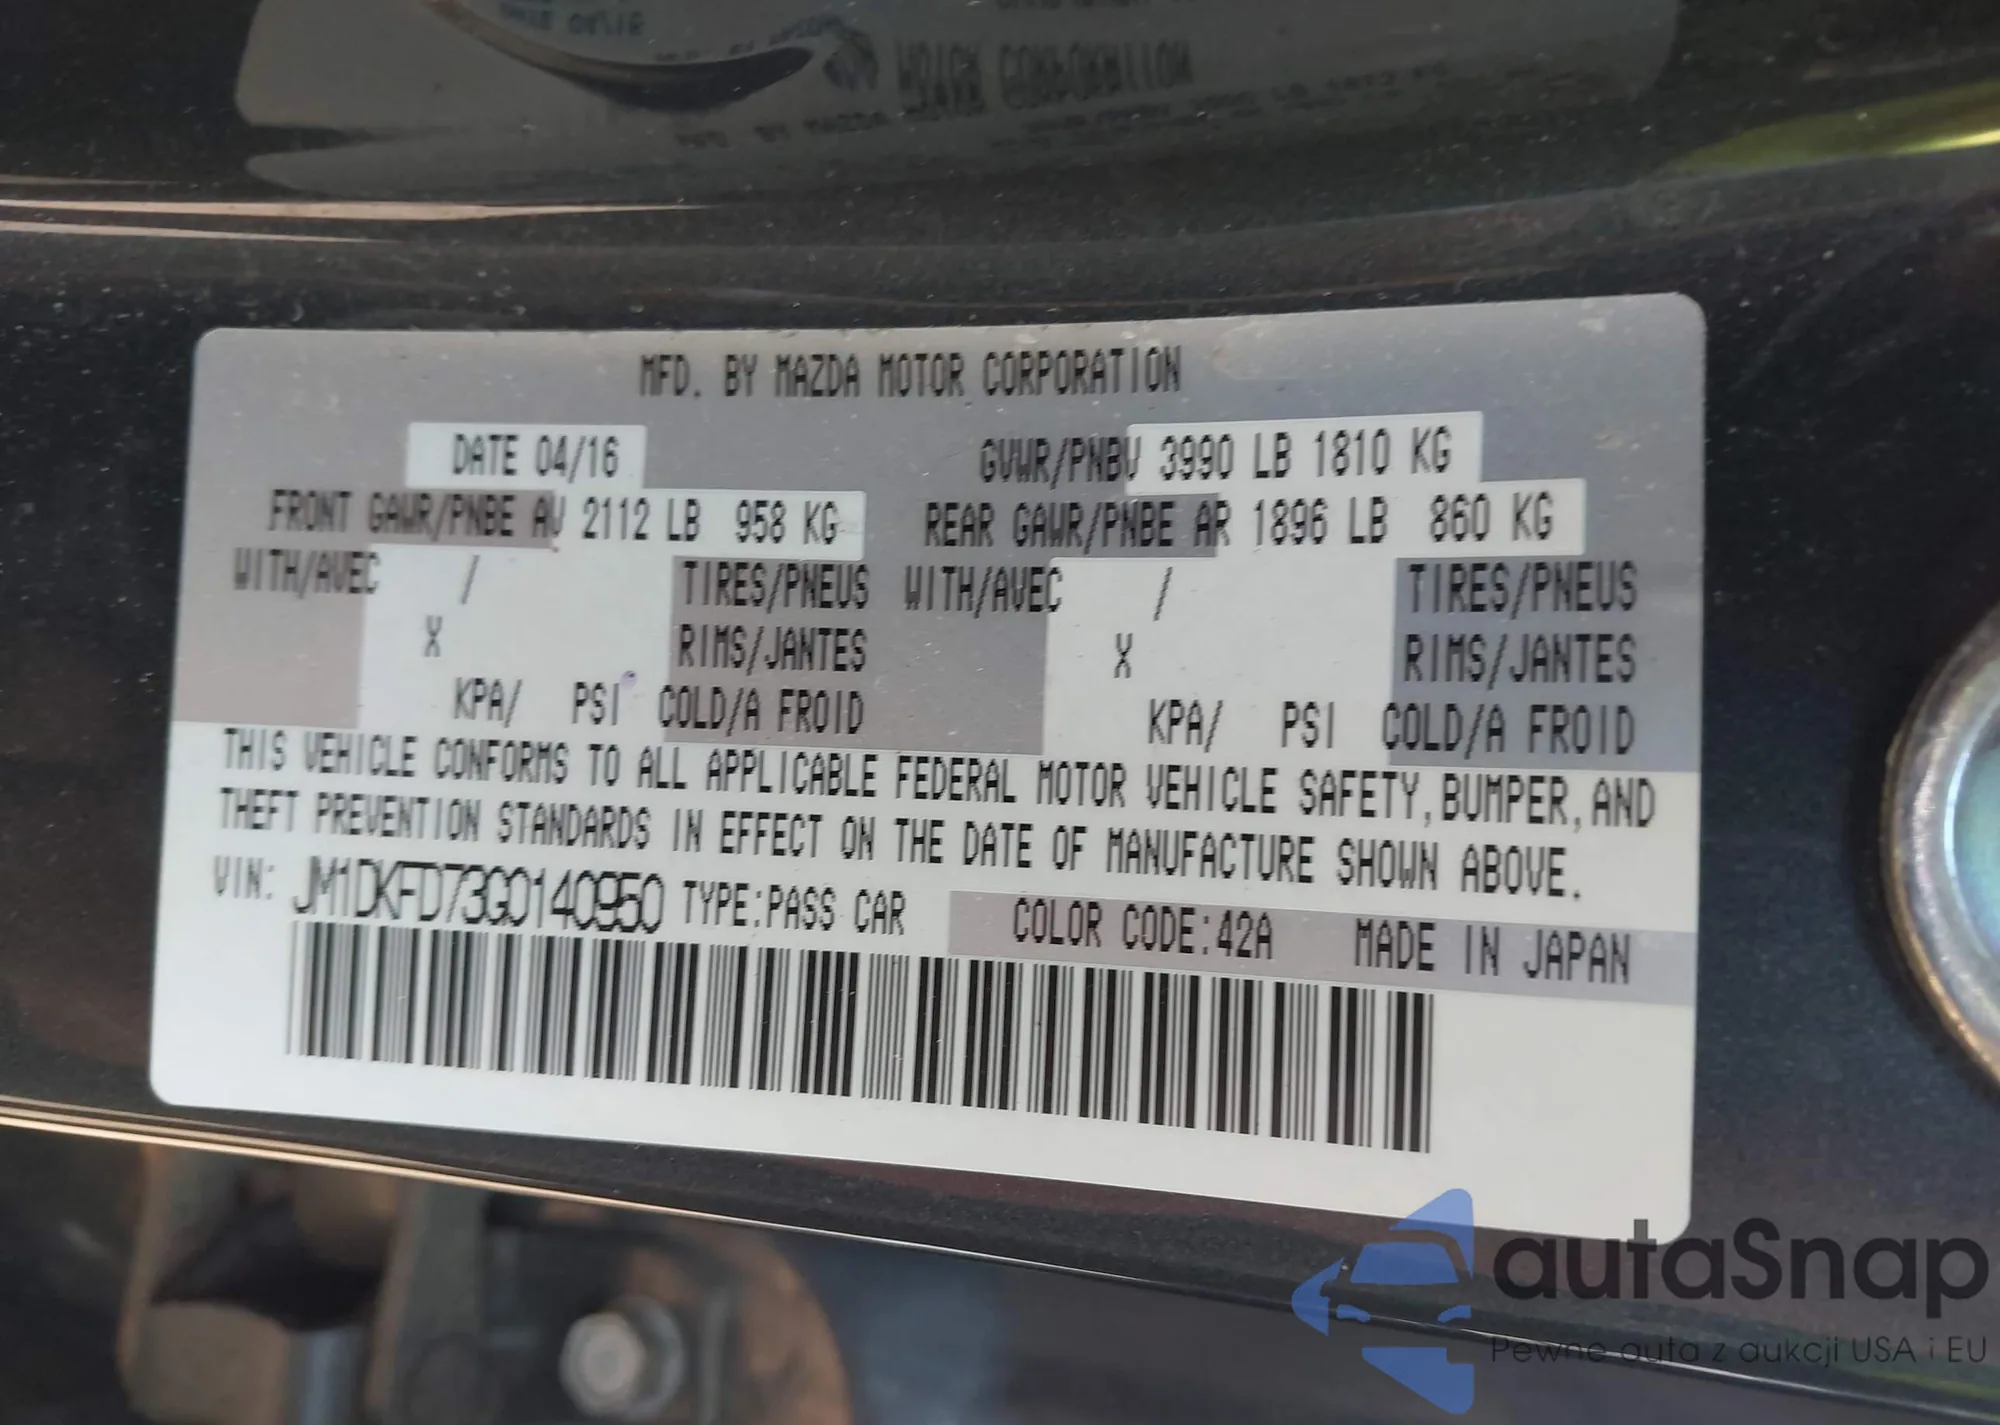 MFD. BY MAZDA MOTOR CORPORATION
DATE 04/16 GVWR/PNBV 3990 LB 1810 KG
FRONT GAWR/PNBE AV 2112 LB 958 KG REAR GAWR/PNBE AR 1896 LB 860 KG
WITH/AVEC / TIRES/PNEUS WITH/AVEC / TIRES/PNEUS
X RIMS/JANTES X RIMS/JANTES
KPA/ PSI COLD/A FROID KPA/ PSI COLD/A FROID
THIS VEHICLE CONFORMS TO ALL APPLICABLE FEDERAL MOTOR VEHICLE SAFETY, BUMPER, AND
THEFT PREVENTION STANDARDS IN EFFECT ON THE DATE OF MANUFACTURE SHOWN ABOVE.
VIN: JM1DKFD73G0140950 TYPE:PASS CAR COLOR CODE:42A MADE IN JAPAN
autaSnap
Pewne auta z aukcji USA i EU